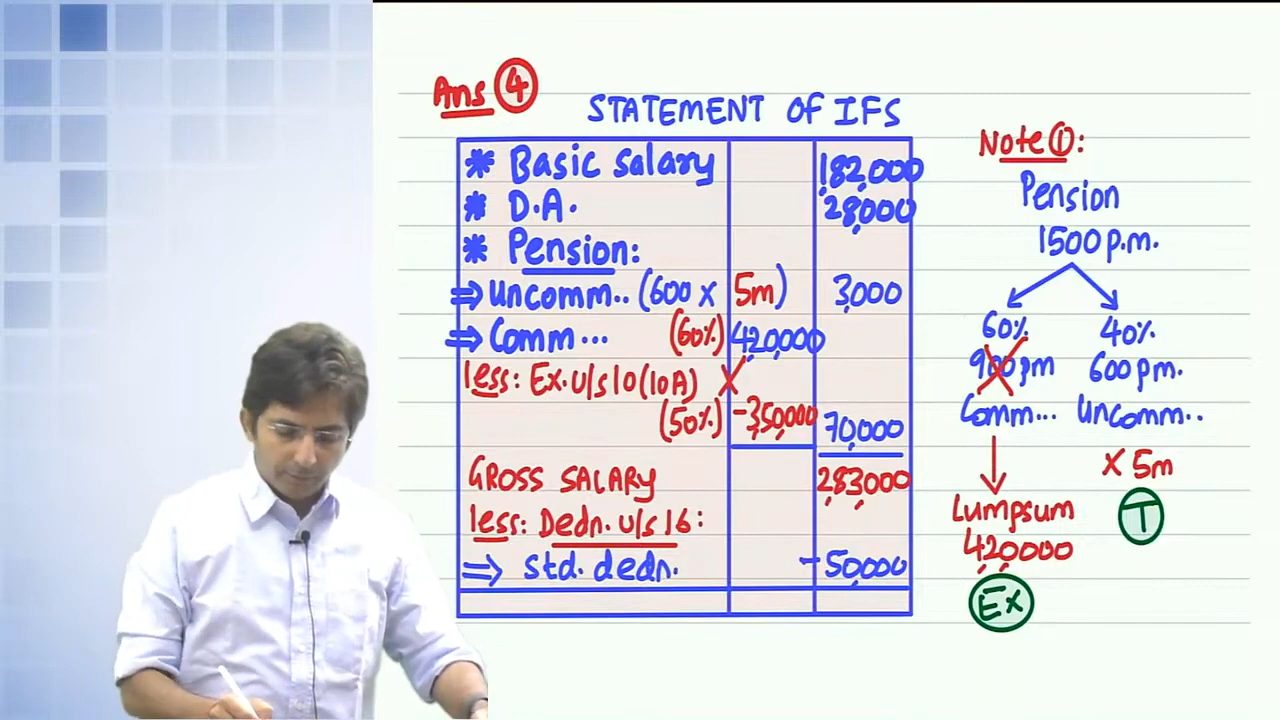 Ans ④
STATEMENT OF IFS
* Basic Salary 182,000
* D.A. 28,000
* Pension:
⇒ Uncomm.. (600 x 5m) 3,000
⇒ Comm... (60%) 420,000
less: Ex. u/s 10(10A) X
(50%) -350,000 70,000
GROSS SALARY 283,000
less: Dedn. u/s 16:
⇒ Std. dedn. - 50,000
Note ①:
Pension
1500 p.m.
60% 40%
900 pm 600 pm.
Comm... Uncomm..
x 5m
Lumpsum T
420000
Ex